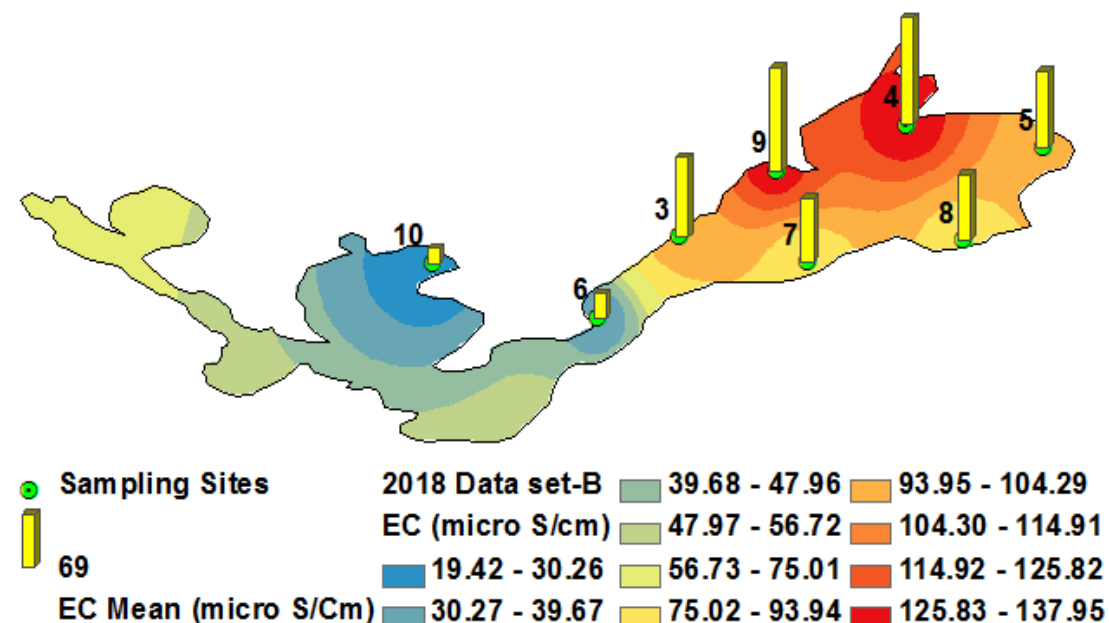 4
5
9
3
8
10
7
6
Sampling Sites
69
EC Mean (micro S/Cm)
2018 Data set-B
EC (micro S/cm)
19.42 - 30.26
30.27 - 39.67
39.68 - 47.96
47.97 - 56.72
56.73 - 75.01
75.02 - 93.94
93.95 - 104.29
104.30 - 114.91
114.92 - 125.82
125.83 - 137.95